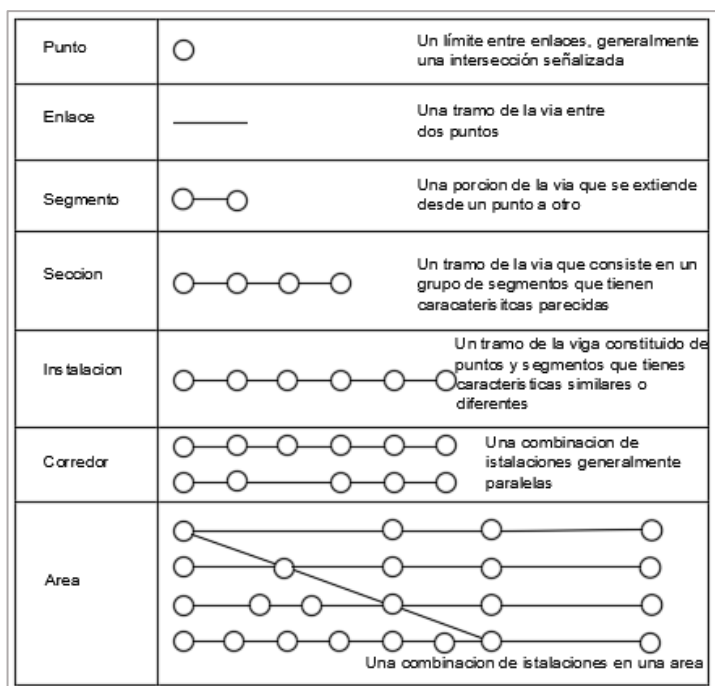 Punto
Un límite entre enlaces, generalmente
una intersección señalizada
Enlace
Una tramo de la via entre
dos puntos
Segmento
Una porcion de la via que se extiende
desde un punto a otro
Seccion
Un tramo de la via que consiste en un
grupo de segmentos que tienen
caracaterisitcas parecidas
Instalacion
Un tramo de la viga constituido de
puntos y segmentos que tienes
caracteristicas similares o
diferentes
Corredor
Una combinacion de
istalaciones generalmente
paralelas
Area
Una combinacion de istalaciones en una area